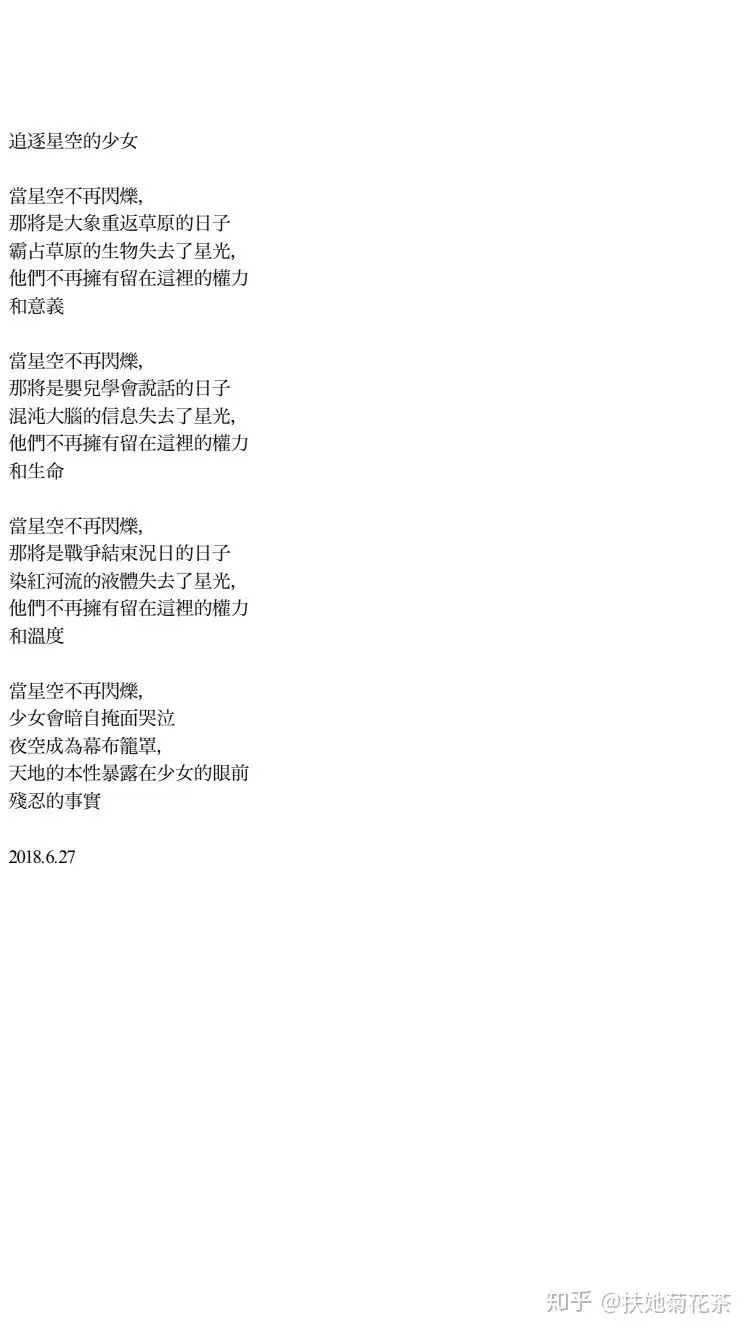 追逐星空的少女
當星空不再閃爍,
那將是大象重返草原的日子
霸占草原的生物失去了星光,
他們不再擁有留在這裡的權力
和意義
當星空不再閃爍,
那將是嬰兒學會說話的日子
混沌大腦的信息失去了星光,
他們不再擁有留在這裡的權力
和生命
當星空不再閃爍,
那將是戰爭結束況日的日子
染紅河流的液體失去了星光,
他們不再擁有留在這裡的權力
和溫度
當星空不再閃爍,
少女會暗自掩面哭泣
夜空成為幕布籠罩,
天地的本性暴露在少女的眼前
殘忍的事實
2018.6.27
知乎 @扶她菊花茶